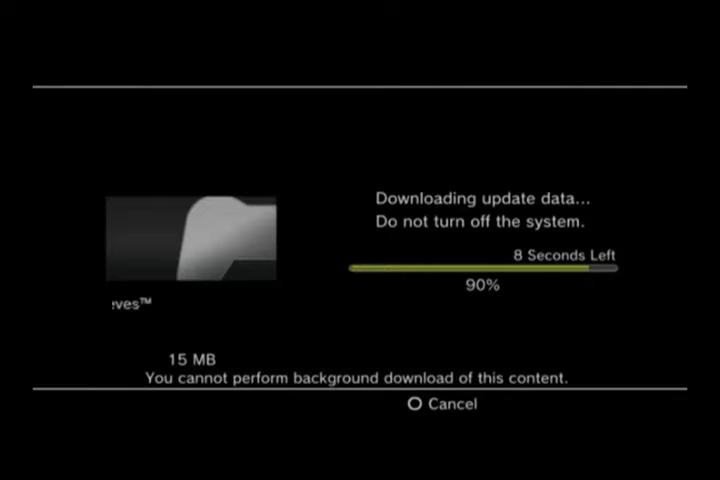 Downloading update data...
Do not turn off the system.
8 Seconds Left
90%
eves™
15 MB
You cannot perform background download of this content.
Cancel